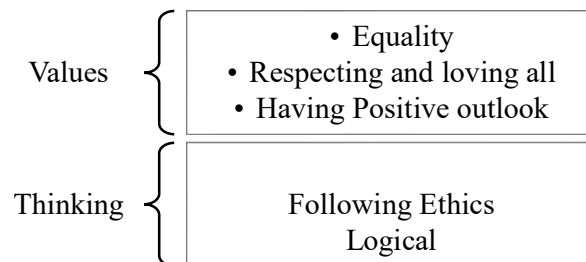 Values
• Equality
• Respecting and loving all
• Having Positive outlook
Thinking
Following Ethics
Logical